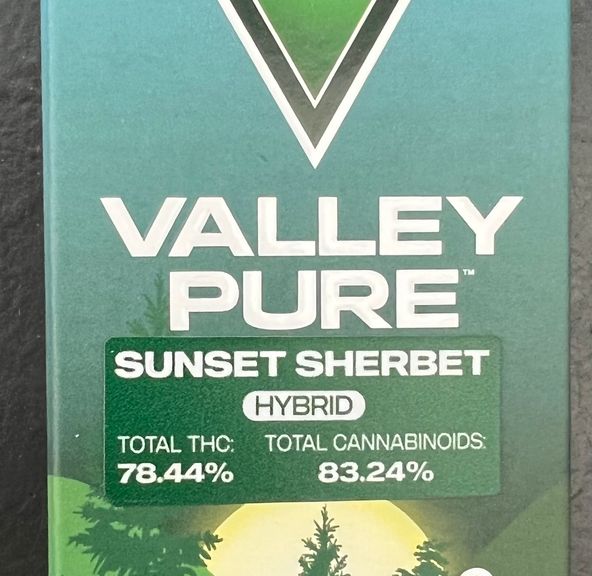 VALLEY
PURE™
SUNSET SHERBET
HYBRID
TOTAL THC: TOTAL CANNABINOIDS:
78.44% 83.24%